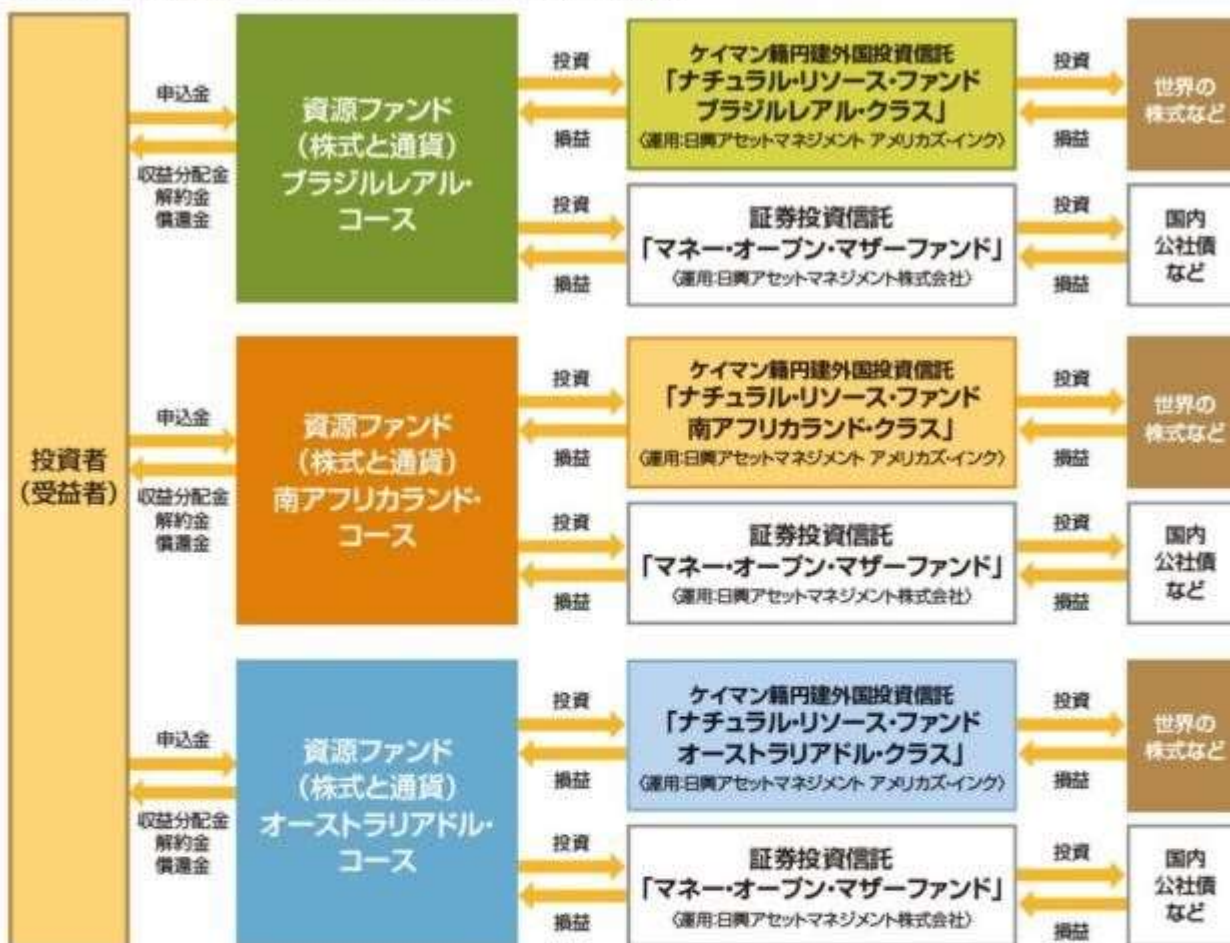 投資者
(受益者)
申込金
収益分配金
解約金
償還金
資源ファンド
(株式と通貨)
ブラジルレアル・
コース
投資
損益
ケイマン籍円建外国投資信託
「ナチュラル・リソース・ファンド
ブラジルレアル・クラス」
〈運用:日興アセットマネジメント アメリカズ・インク〉
投資
損益
世界の
株式など
投資
損益
証券投資信託
「マネー・オープン・マザーファンド」
〈運用:日興アセットマネジメント株式会社〉
投資
損益
国内
公社債
など
申込金
収益分配金
解約金
償還金
資源ファンド
(株式と通貨)
南アフリカランド・
コース
投資
損益
ケイマン籍円建外国投資信託
「ナチュラル・リソース・ファンド
南アフリカランド・クラス」
〈運用:日興アセットマネジメント アメリカズ・インク〉
投資
損益
世界の
株式など
投資
損益
証券投資信託
「マネー・オープン・マザーファンド」
〈運用:日興アセットマネジメント株式会社〉
投資
損益
国内
公社債
など
申込金
収益分配金
解約金
償還金
資源ファンド
(株式と通貨)
オーストラリアドル・
コース
投資
損益
ケイマン籍円建外国投資信託
「ナチュラル・リソース・ファンド
オーストラリアドル・クラス」
〈運用:日興アセットマネジメント アメリカズ・インク〉
投資
損益
世界の
株式など
投資
損益
証券投資信託
「マネー・オープン・マザーファンド」
〈運用:日興アセットマネジメント株式会社〉
投資
損益
国内
公社債
など